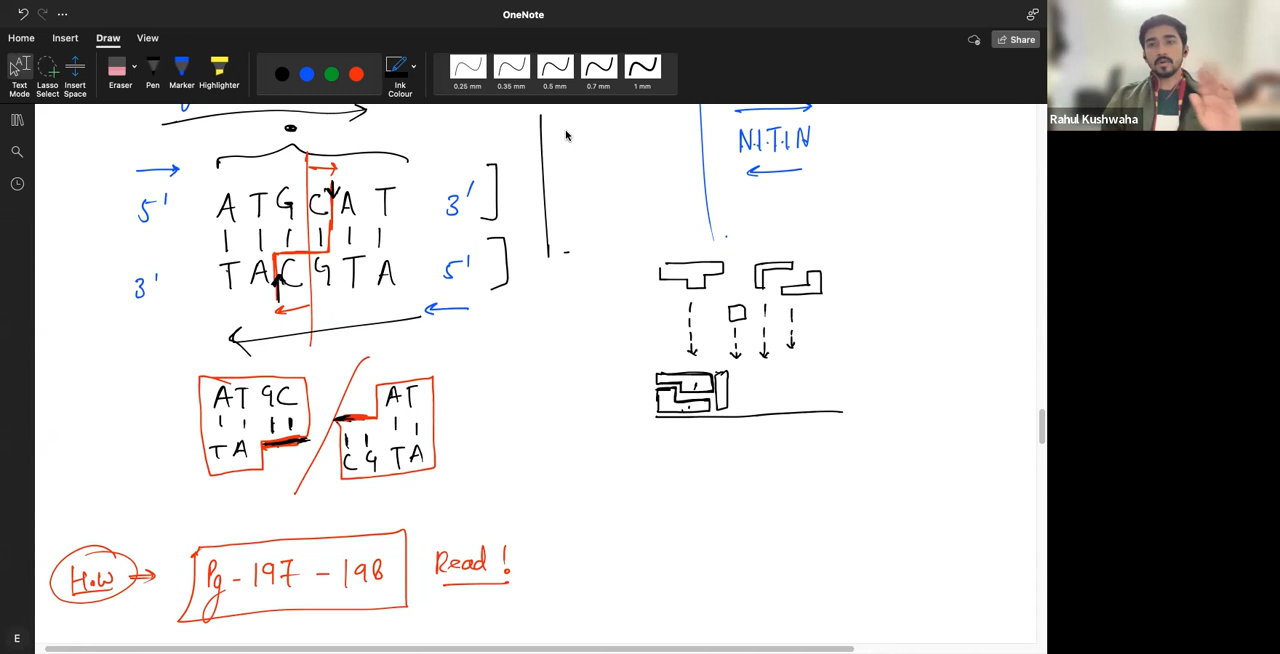 OneNote
Home Insert Draw View
Share
Text Mode
Lasso Select
Insert Space
Eraser
Pen
Marker
Highlighter
Ink Colour
0.25 mm 0.35 mm 0.5 mm 0.7 mm 1 mm
Rahul Kushwaha
N.I.T.I.N
5' A T G C A T 3'
3' T A C G T A 5'
AT GC
TA
AT
CG TA
H.W Pg - 197 - 198 Read!
E